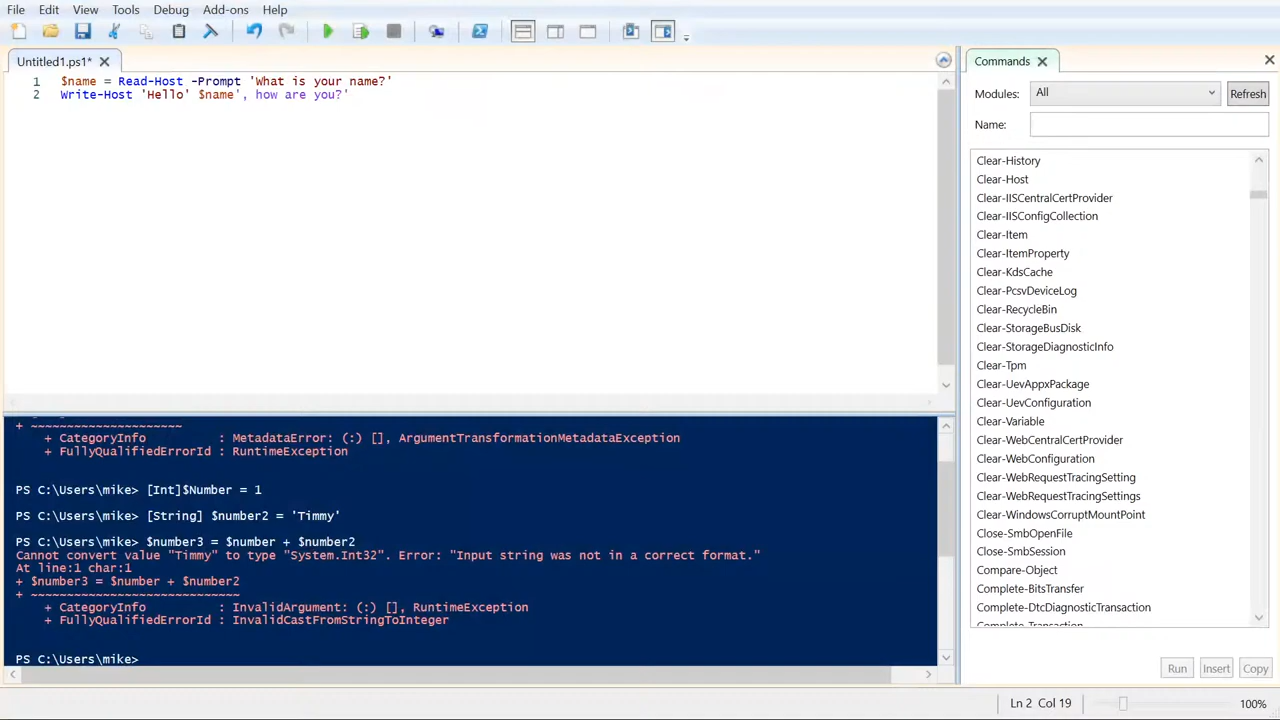 File Edit View Tools Debug Add-ons Help
Untitled1.ps1*
1 $name = Read-Host -Prompt 'What is your name?'
2 Write-Host 'Hello' $name', how are you?'
+ ~~~~~~~~~~~~~~~~~~~~~
+ CategoryInfo : MetadataError: (:) [], ArgumentTransformationMetadataException
+ FullyQualifiedErrorId : RuntimeException
PS C:\Users\mike> [Int]$Number = 1
PS C:\Users\mike> [String] $number2 = 'Timmy'
PS C:\Users\mike> $number3 = $number + $number2
Cannot convert value "Timmy" to type "System.Int32". Error: "Input string was not in a correct format."
At line:1 char:1
+ $number3 = $number + $number2
+ ~~~~~~~~~~~~~~~~~~~~~~~~~~~~~
+ CategoryInfo : InvalidArgument: (:) [], RuntimeException
+ FullyQualifiedErrorId : InvalidCastFromStringToInteger
PS C:\Users\mike>
Commands
Modules: All Refresh
Name:
Clear-History
Clear-Host
Clear-IISCentralCertProvider
Clear-IISConfigCollection
Clear-Item
Clear-ItemProperty
Clear-KdsCache
Clear-PcsvDeviceLog
Clear-RecycleBin
Clear-StorageBusDisk
Clear-StorageDiagnosticInfo
Clear-Tpm
Clear-UevAppxPackage
Clear-UevConfiguration
Clear-Variable
Clear-WebCentralCertProvider
Clear-WebConfiguration
Clear-WebRequestTracingSetting
Clear-WebRequestTracingSettings
Clear-WindowsCorruptMountPoint
Close-SmbOpenFile
Close-SmbSession
Compare-Object
Complete-BitsTransfer
Complete-DtcDiagnosticTransaction
Complete-Transaction
Run Insert Copy
Ln 2 Col 19 100%